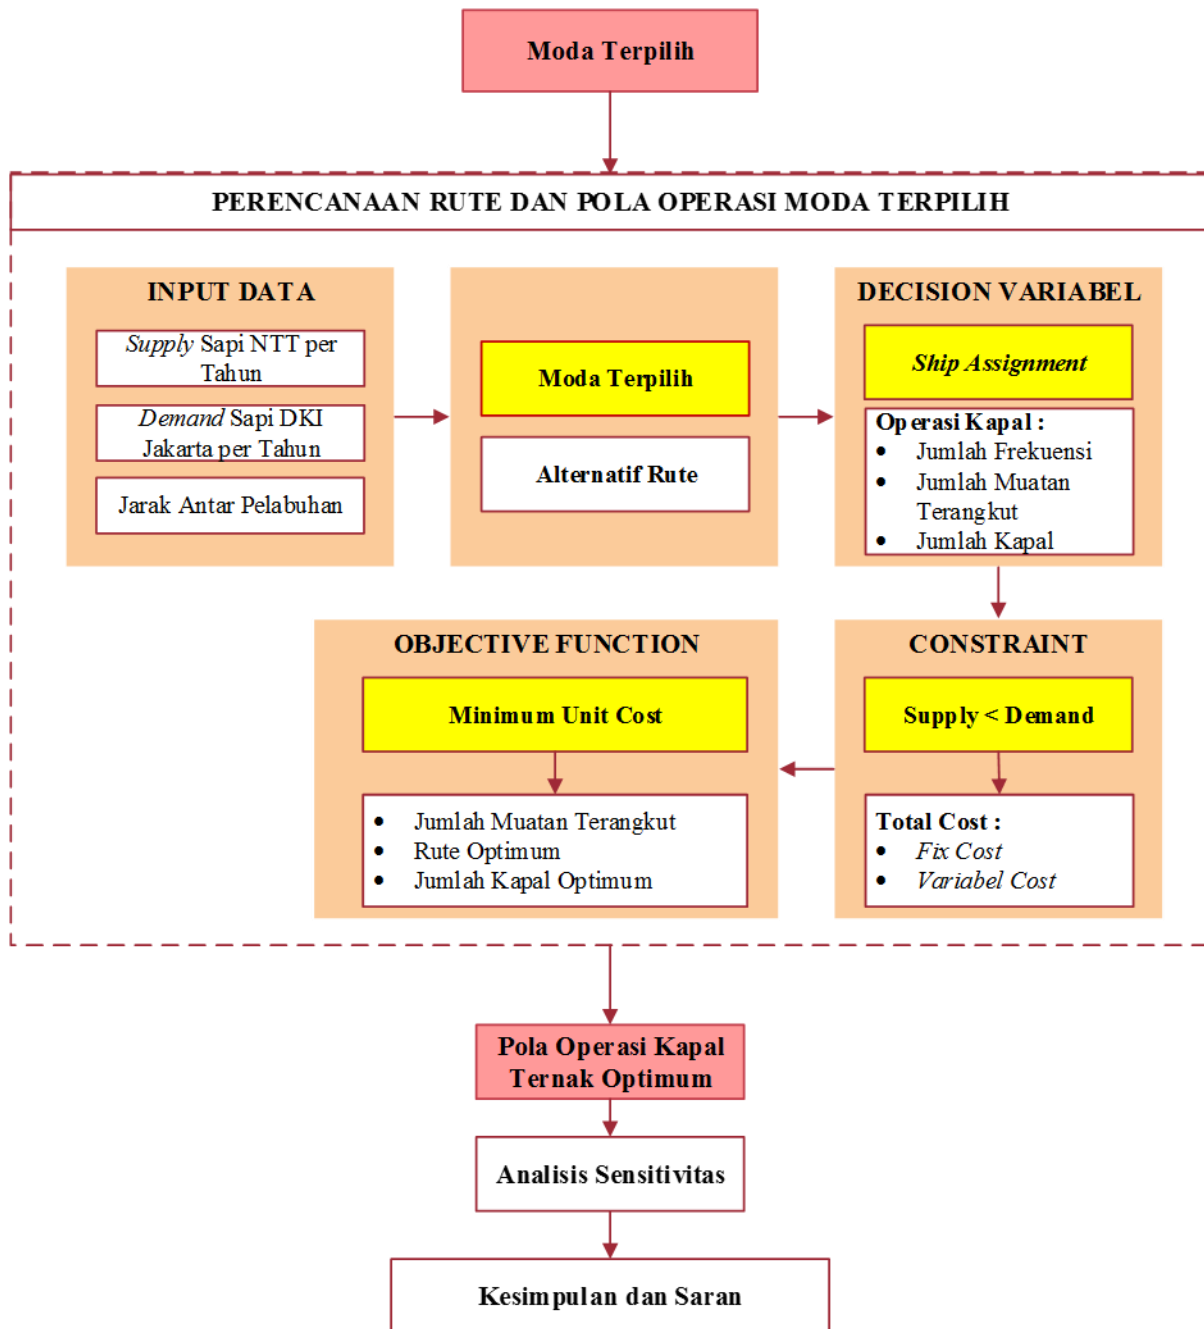 Moda Terpilih
PERENCANAAN RUTE DAN POLA OPERASI MODA TERPILIH
INPUT DATA
Supply Sapi NTT per
Tahun
Demand Sapi DKI
Jakarta per Tahun
Jarak Antar Pelabuhan
Moda Terpilih
Alternatif Rute
DECISION VARIABEL
Ship Assignment
Operasi Kapal :
• Jumlah Frekuensi
• Jumlah Muatan
Terangkut
• Jumlah Kapal
CONSTRAINT
Supply < Demand
Total Cost :
• Fix Cost
• Variabel Cost
OBJECTIVE FUNCTION
Minimum Unit Cost
• Jumlah Muatan Terangkut
• Rute Optimum
• Jumlah Kapal Optimum
Pola Operasi Kapal
Ternak Optimum
Analisis Sensitivitas
Kesimpulan dan Saran